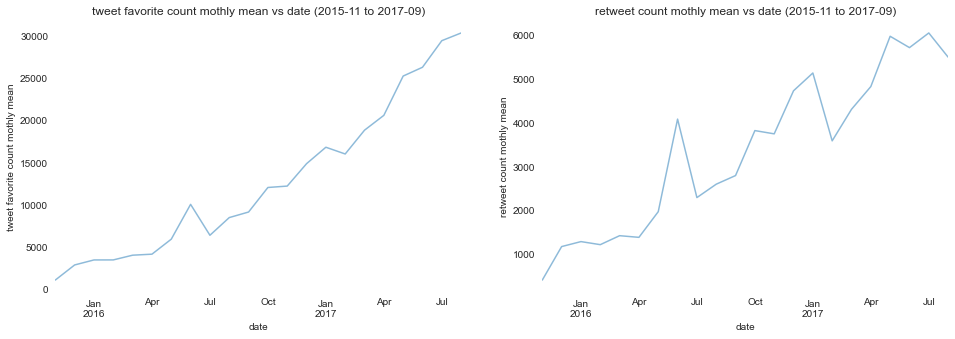 tweet favorite count mothly mean vs date (2015-11 to 2017-09)
tweet favorite count mothly mean
30000
25000
20000
15000
10000
5000
0
Jan
2016
Apr
Jul
Oct
Jan
2017
Apr
Jul
date
retweet count mothly mean vs date (2015-11 to 2017-09)
retweet count mothly mean
6000
5000
4000
3000
2000
1000
Jan
2016
Apr
Jul
Oct
Jan
2017
Apr
Jul
date